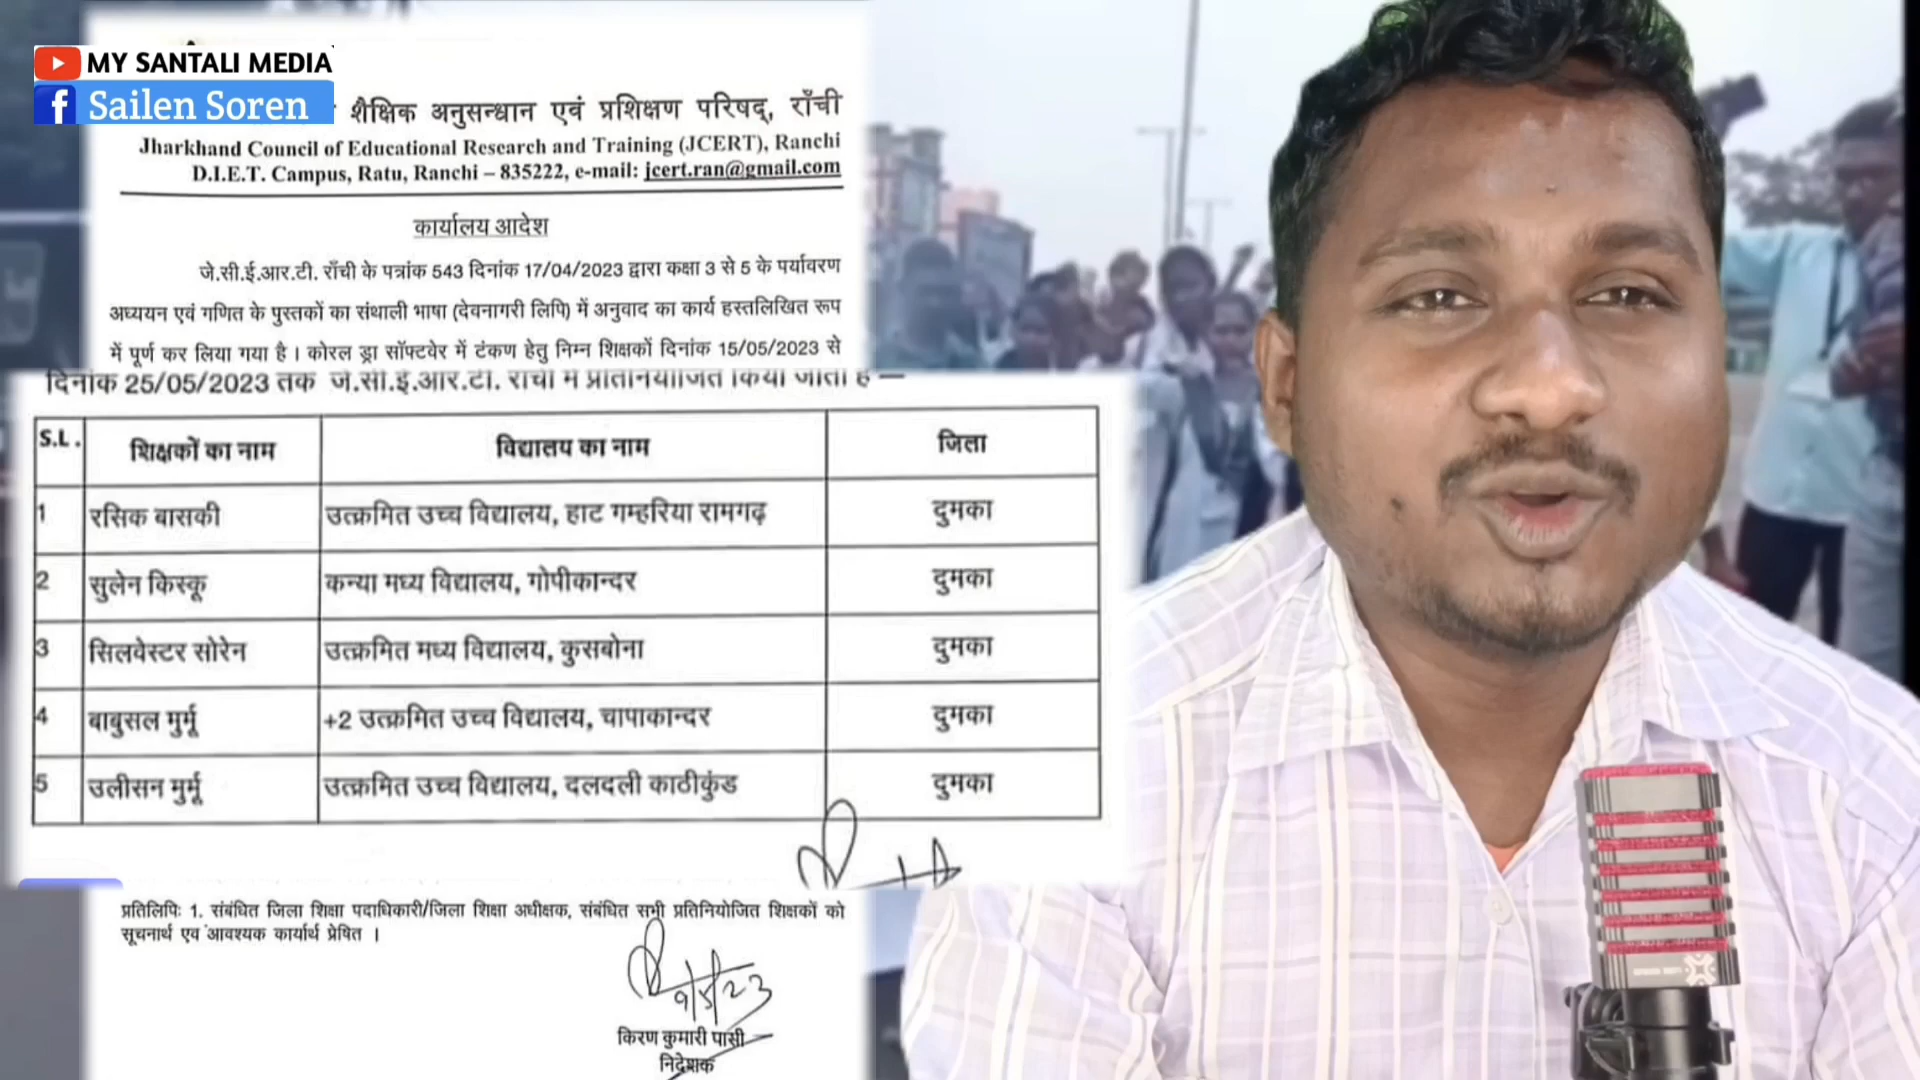 MY SANTALI MEDIA
Sailen Soren
शैक्षिक अनुसन्धान एवं प्रशिक्षण परिषद्, राँची
Jharkhand Council of Educational Research and Training (JCERT), Ranchi
D.I.E.T. Campus, Ratu, Ranchi – 835222, e-mail: jcert.ran@gmail.com
कार्यालय आदेश
जे.सी.ई.आर.टी. राँची के पत्रांक 543 दिनांक 17/04/2023 द्वारा कक्षा 3 से 5 के पर्यावरण
अध्ययन एवं गणित के पुस्तकों का संथाली भाषा (देवनागरी लिपि) में अनुवाद का कार्य हस्तलिखित रूप
में पूर्ण कर लिया गया है । कोरल ड्रा सॉफ्टवेर में टंकण हेतु निम्न शिक्षकों दिनांक 15/05/2023 से
दिनांक 25/05/2023 तक जे.सी.ई.आर.टी. राँची में प्रतिनियोजित किया जाता है —
S.L. शिक्षकों का नाम विद्यालय का नाम जिला
1 रसिक बासकी उत्क्रमित उच्च विद्यालय, हाट गम्हरिया रामगढ़ दुमका
2 सुलेन किस्कू कन्या मध्य विद्यालय, गोपीकान्दर दुमका
3 सिलवेस्टर सोरेन उत्क्रमित मध्य विद्यालय, कुसबोना दुमका
4 बाबुसल मुर्मू +2 उत्क्रमित उच्च विद्यालय, चापाकान्दर दुमका
5 उलीसन मुर्मू उत्क्रमित उच्च विद्यालय, दलदली काठीकुंड दुमका
प्रतिलिपिः 1. संबंधित जिला शिक्षा पदाधिकारी/जिला शिक्षा अधीक्षक, संबंधित सभी प्रतिनियोजित शिक्षकों को
सूचनार्थ एवं आवश्यक कार्यार्थ प्रेषित ।
9/5/23
किरण कुमारी पासी
निदेशक